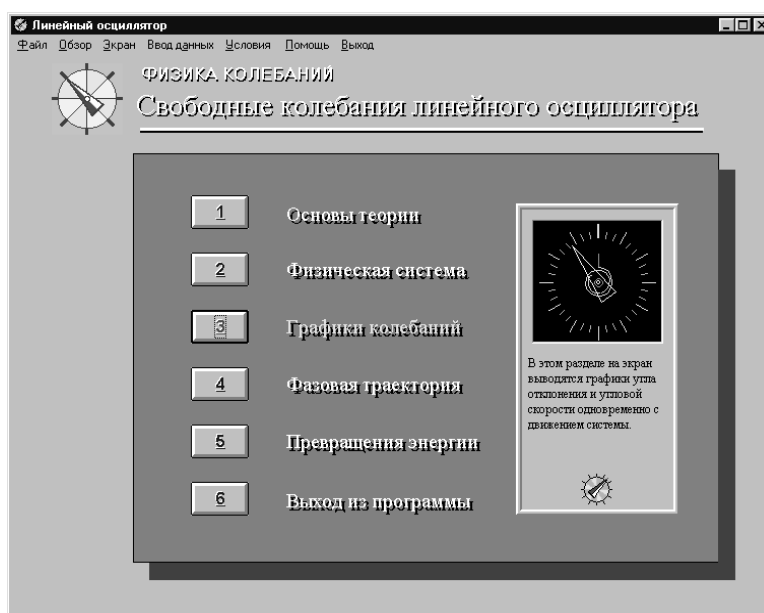 Линейный осциллятор
Файл Обзор Экран Ввод данных Условия Помощь Выход
ФИЗИКА КОЛЕБАНИЙ
Свободные колебания линейного осциллятора
1 Основы теории
2 Физическая система
3 Графики колебаний
4 Фазовая траектория
5 Превращения энергии
6 Выход из программы
В этом разделе на экран
выводятся графики угла
отклонения и угловой
скорости одновременно с
движением системы.